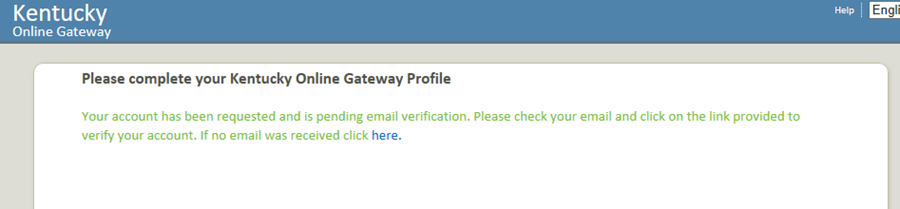 Kentucky
Online Gateway
Help
Engli
Please complete your Kentucky Online Gateway Profile
Your account has been requested and is pending email verification. Please check your email and click on the link provided to
verify your account. If no email was received click here.